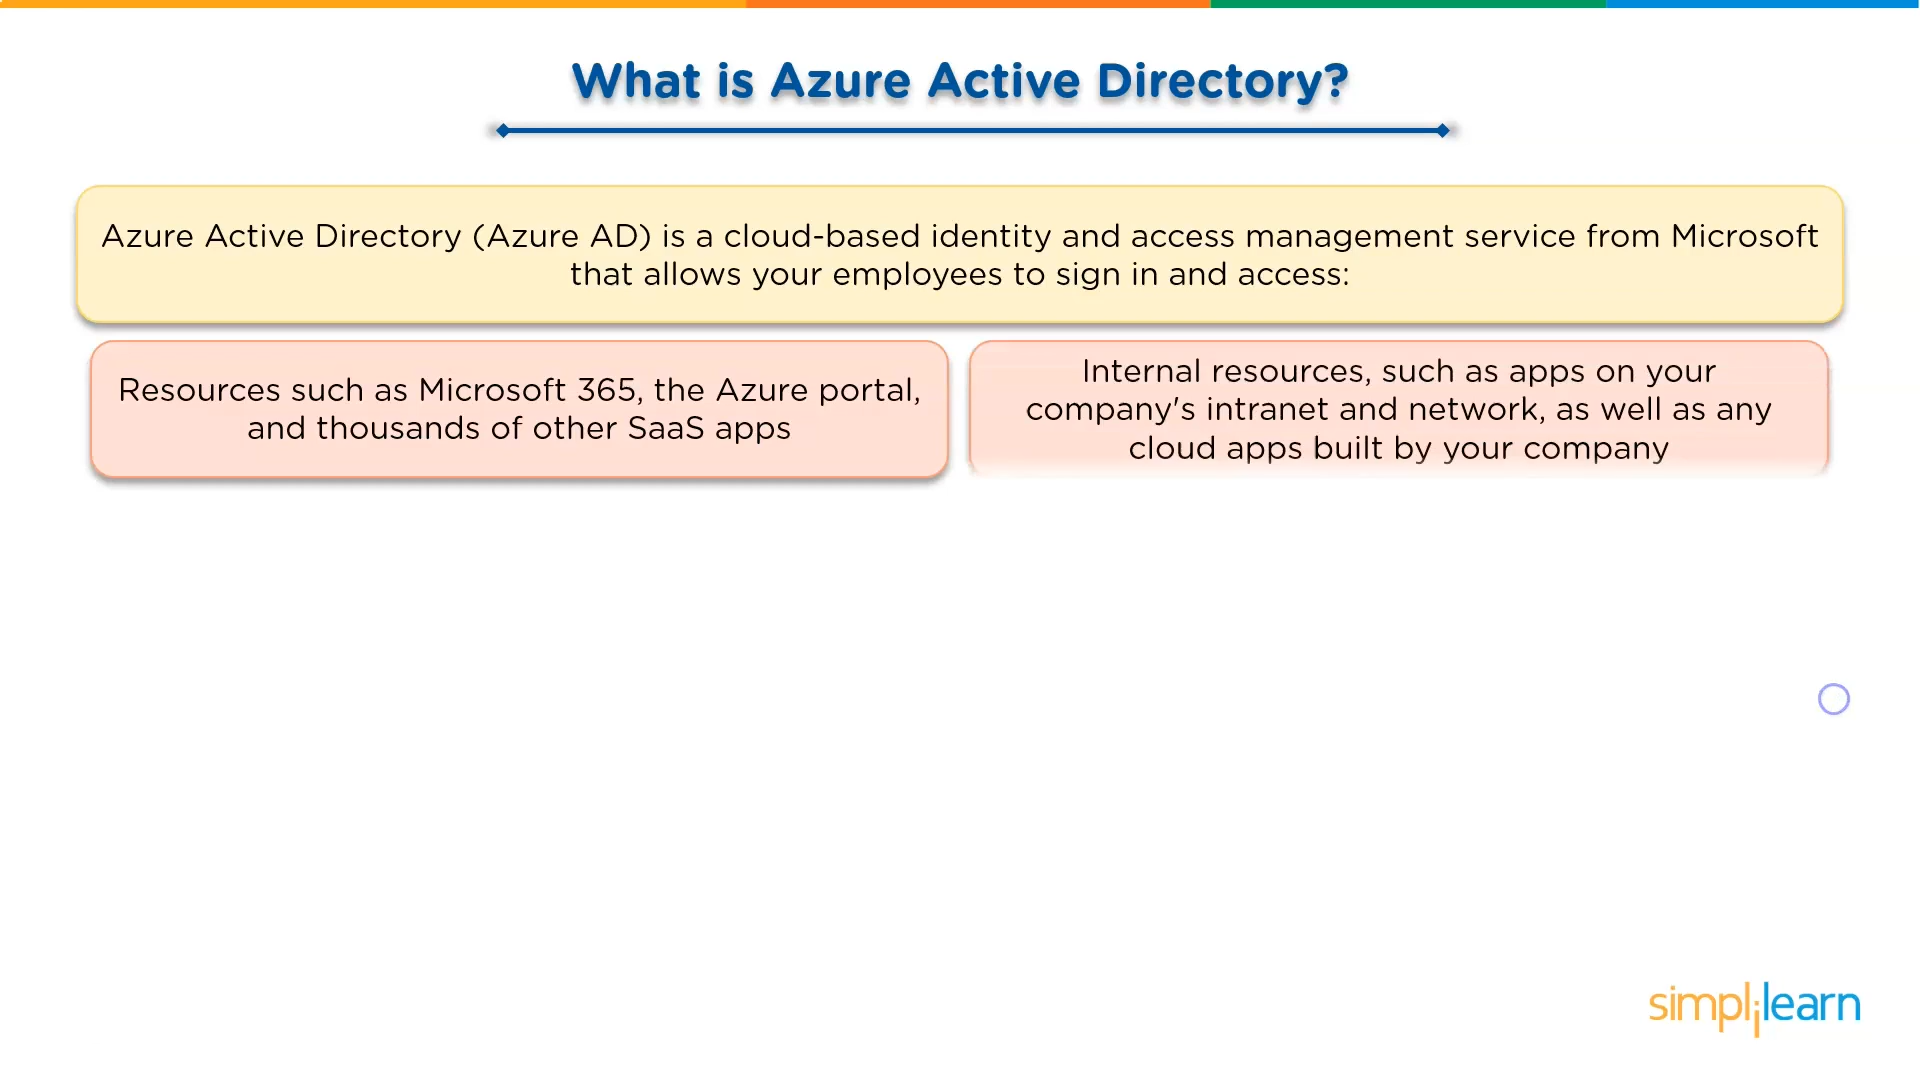 What is Azure Active Directory?
Azure Active Directory (Azure AD) is a cloud-based identity and access management service from Microsoft
that allows your employees to sign in and access:
Resources such as Microsoft 365, the Azure portal,
and thousands of other SaaS apps
Internal resources, such as apps on your
company's intranet and network, as well as any
cloud apps built by your company
simplilearn